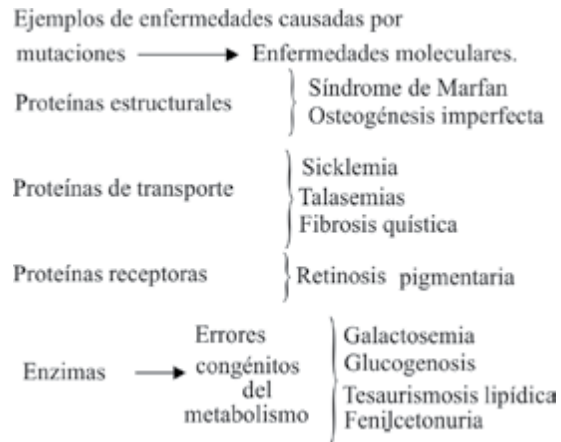 Ejemplos de enfermedades causadas por
mutaciones → Enfermedades moleculares.
Proteínas estructurales
Síndrome de Marfan
Osteogénesis imperfecta
Proteínas de transporte
Sicklemia
Talasemias
Fibrosis quística
Proteínas receptoras
Retinosis pigmentaria
Enzimas →
Errores
congénitos
del
metabolismo
Galactosemia
Glucogenosis
Tesaurismosis lipídica
Fenilcetonuria